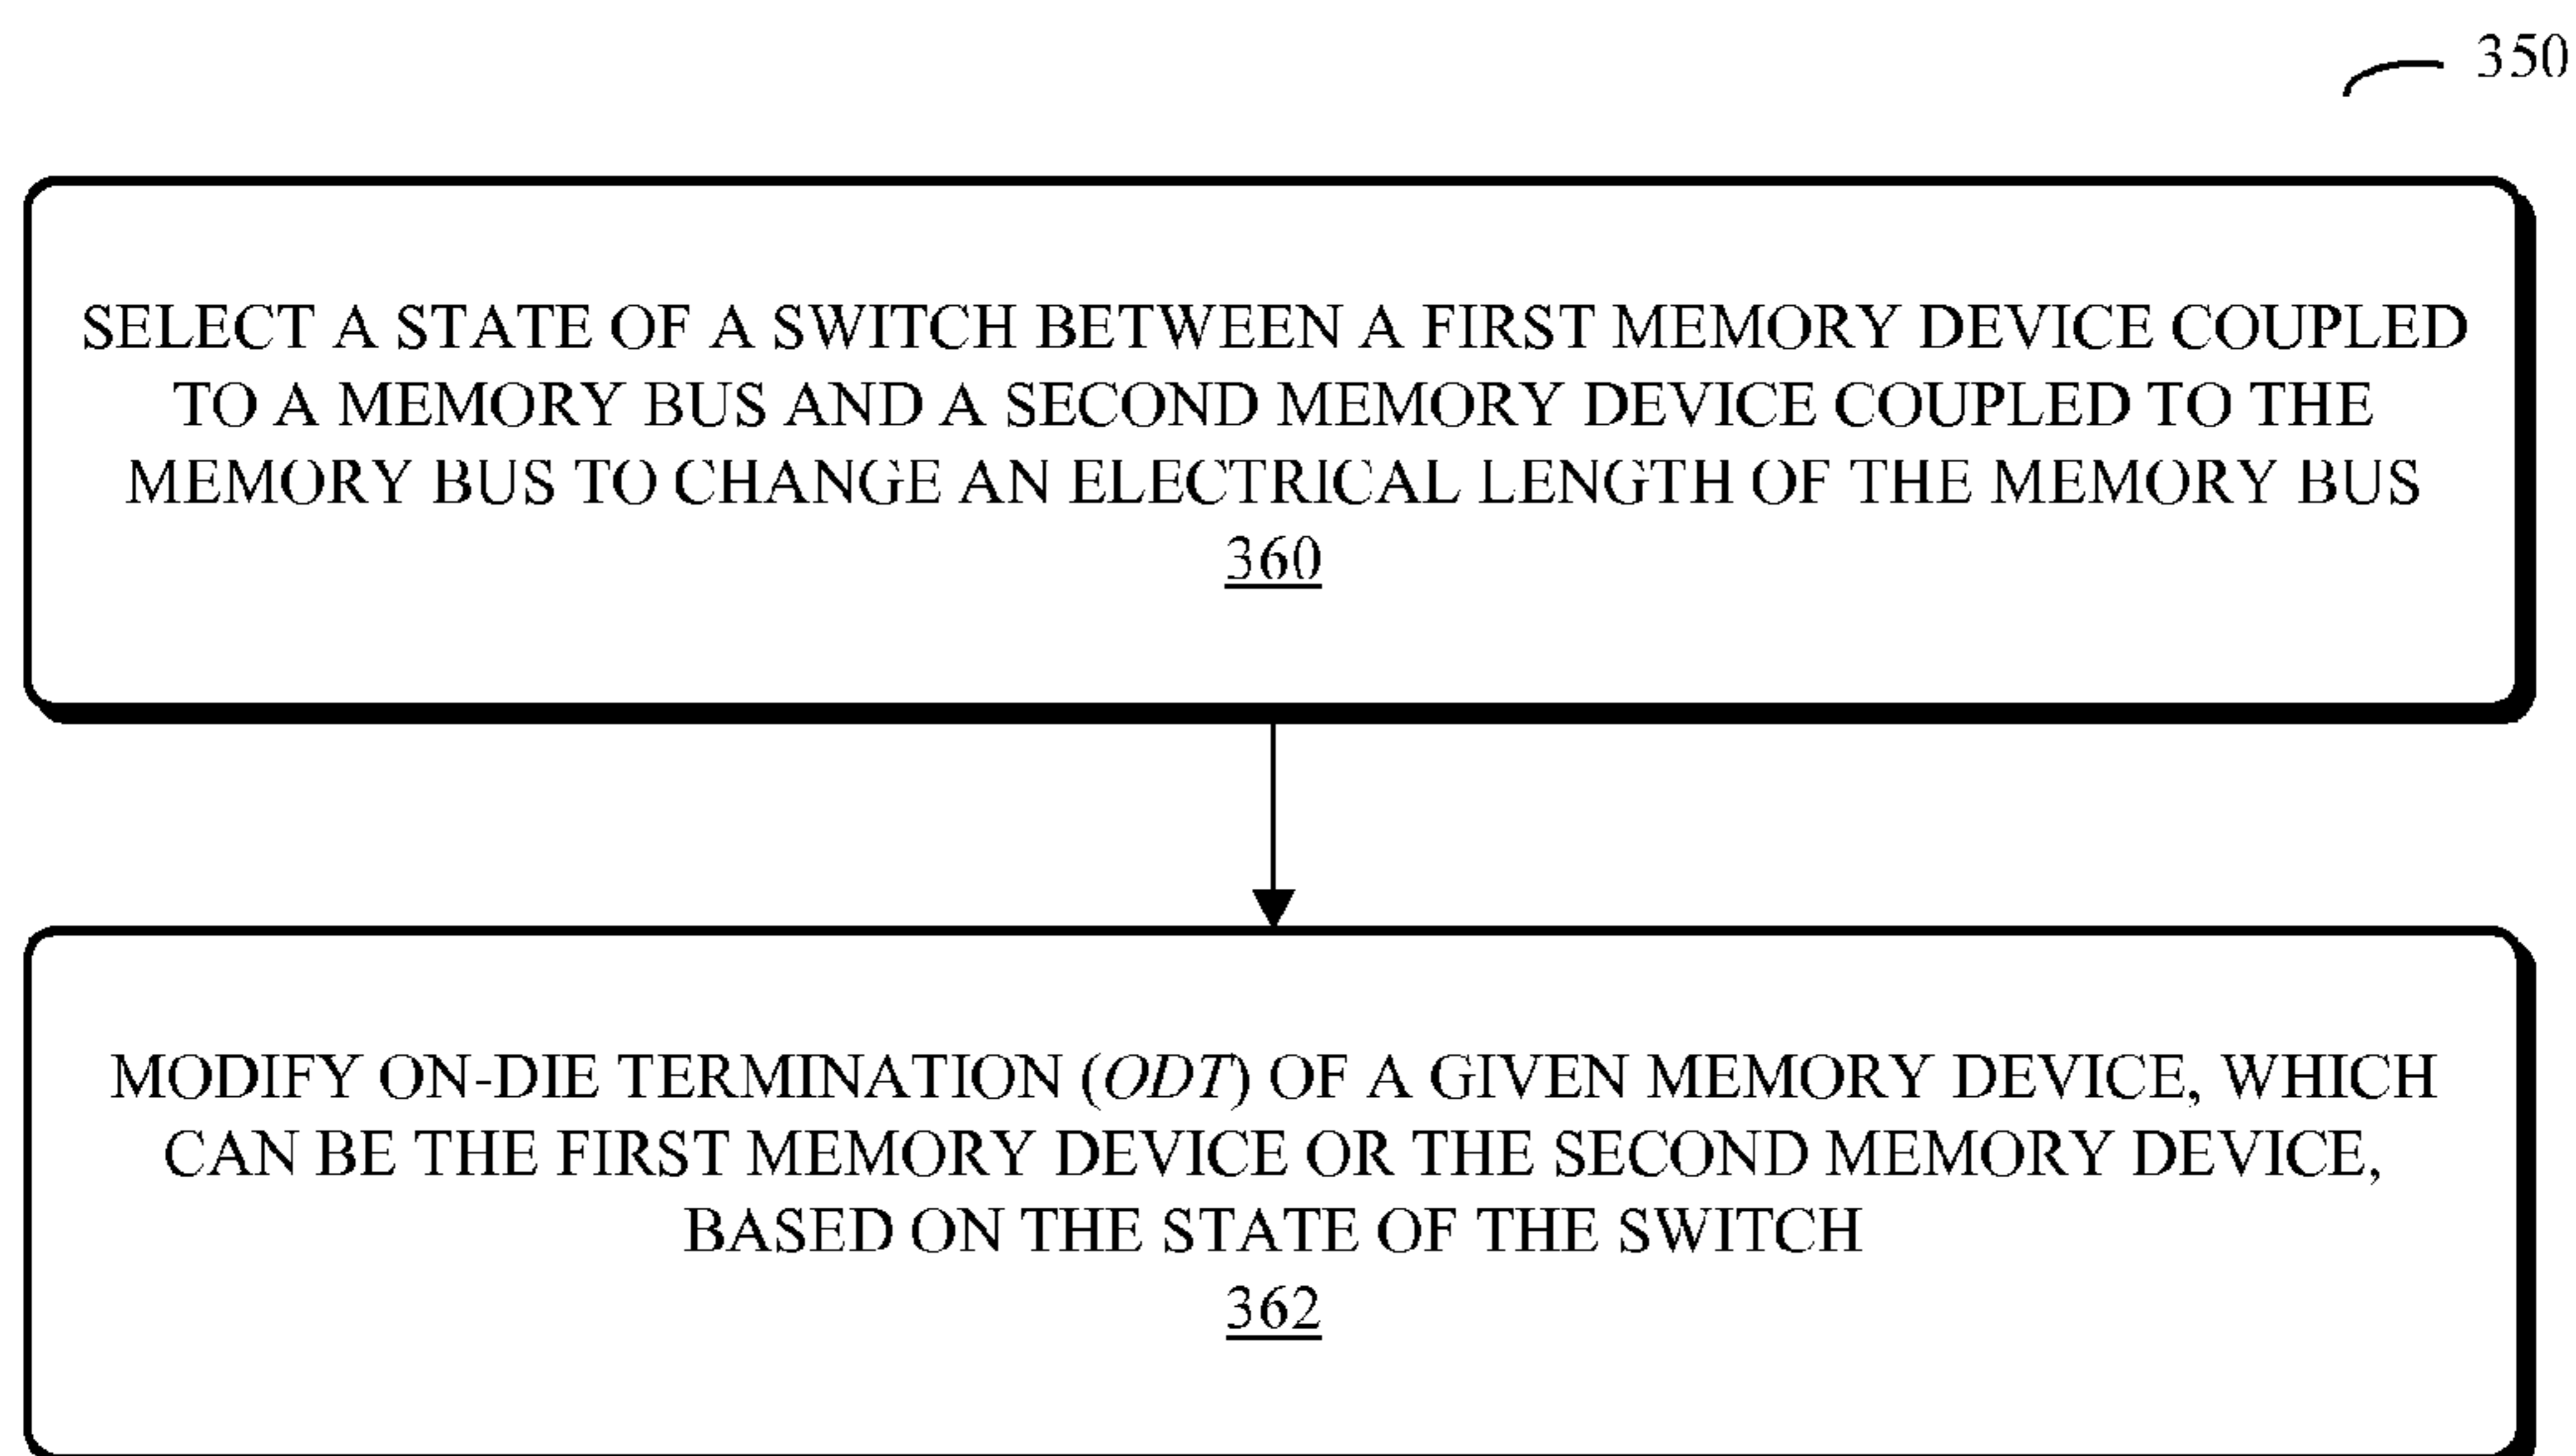 350
SELECT A STATE OF A SWITCH BETWEEN A FIRST MEMORY DEVICE COUPLED
TO A MEMORY BUS AND A SECOND MEMORY DEVICE COUPLED TO THE
MEMORY BUS TO CHANGE AN ELECTRICAL LENGTH OF THE MEMORY BUS
360
MODIFY ON-DIE TERMINATION (ODT) OF A GIVEN MEMORY DEVICE, WHICH
CAN BE THE FIRST MEMORY DEVICE OR THE SECOND MEMORY DEVICE,
BASED ON THE STATE OF THE SWITCH
362